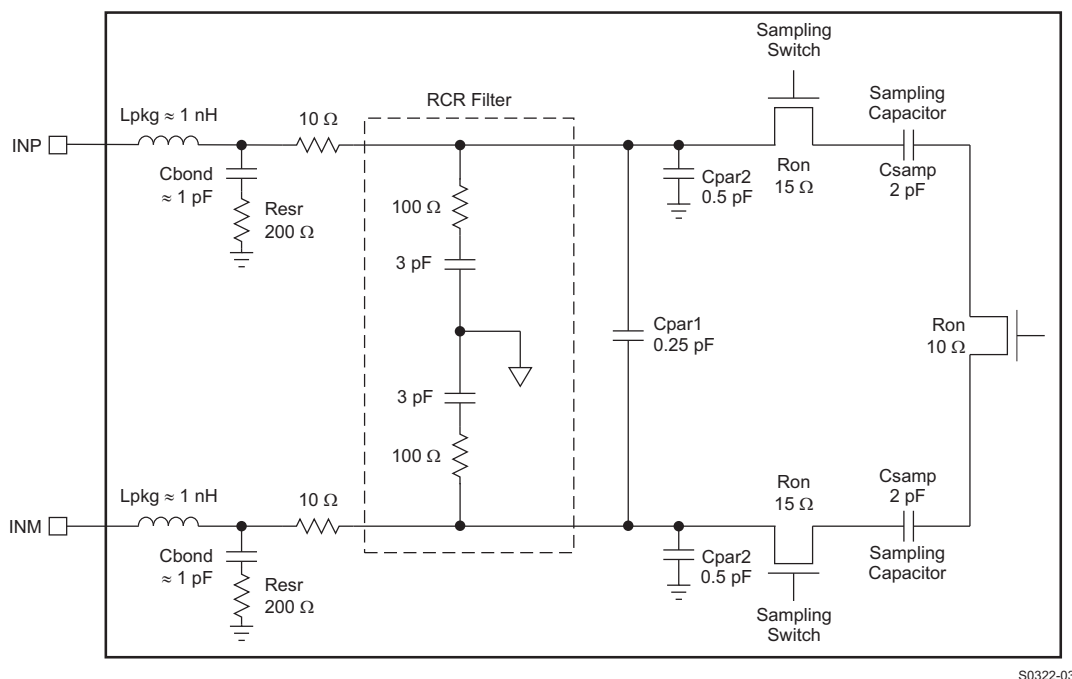 Sampling
Switch
RCR Filter
Sampling
Capacitor
Lpkg ≈ 1 nH
10 Ω
INP
Cbond
≈ 1 pF
Resr
200 Ω
100 Ω
3 pF
Cpar2
0.5 pF
Ron
15 Ω
Csamp
2 pF
Cpar1
0.25 pF
Ron
10 Ω
3 pF
100 Ω
Lpkg ≈ 1 nH
10 Ω
INM
Cbond
≈ 1 pF
Resr
200 Ω
Cpar2
0.5 pF
Ron
15 Ω
Csamp
2 pF
Sampling
Capacitor
Sampling
Switch
S0322-03